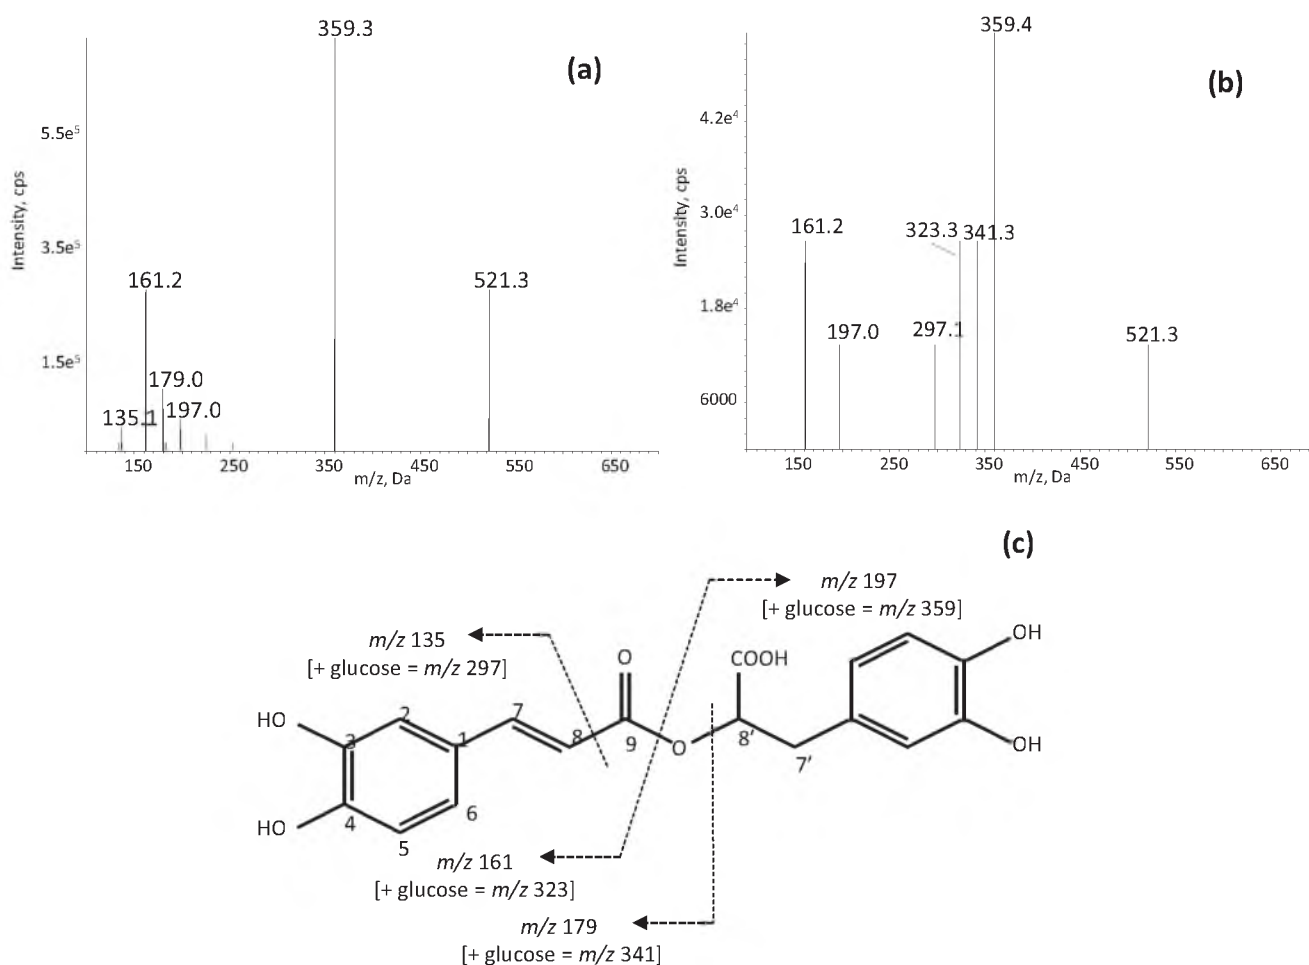 359.3
(a)
5.5e⁵
Intensity, cps
3.5e⁵
161.2
521.3
1.5e⁵
179.0
135.1
197.0
150 250 350 450 550 650
m/z, Da
359.4
(b)
4.2e⁴
Intensity, cps
3.0e⁴
161.2
323.3
341.3
1.8e⁴
197.0
297.1
521.3
6000
150 250 350 450 550 650
m/z, Da
(c)
m/z 197
[+ glucose = m/z 359]
m/z 135
[+ glucose = m/z 297]
O
COOH
OH
HO
2
7
1
3
8
9
O
8′
7′
OH
HO
4
6
5
m/z 161
[+ glucose = m/z 323]
m/z 179
[+ glucose = m/z 341]